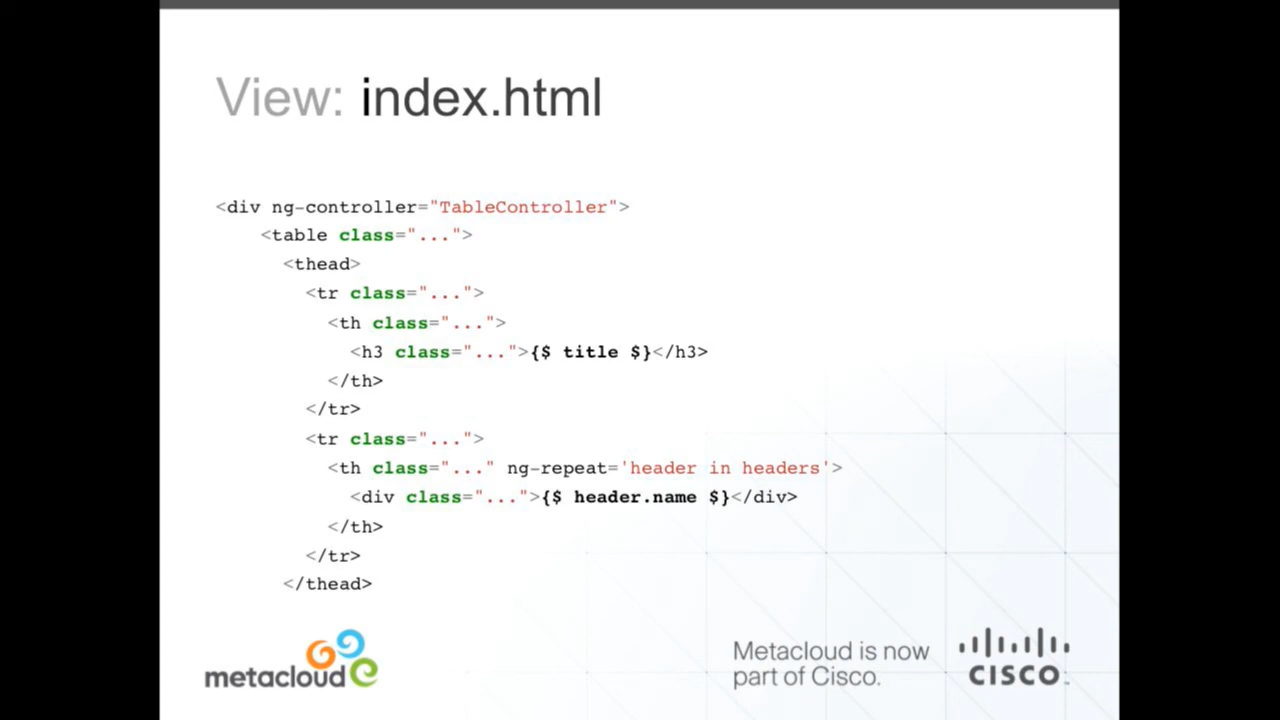 View: index.html
<div ng-controller="TableController">
<table class="...">
<thead>
<tr class="...">
<th class="...">
<h3 class="...">{$ title $}</h3>
</th>
</tr>
<tr class="...">
<th class="..." ng-repeat='header in headers'>
<div class="...">{$ header.name $}</div>
</th>
</tr>
</thead>
metacloud
Metacloud is now
part of Cisco.
CISCO